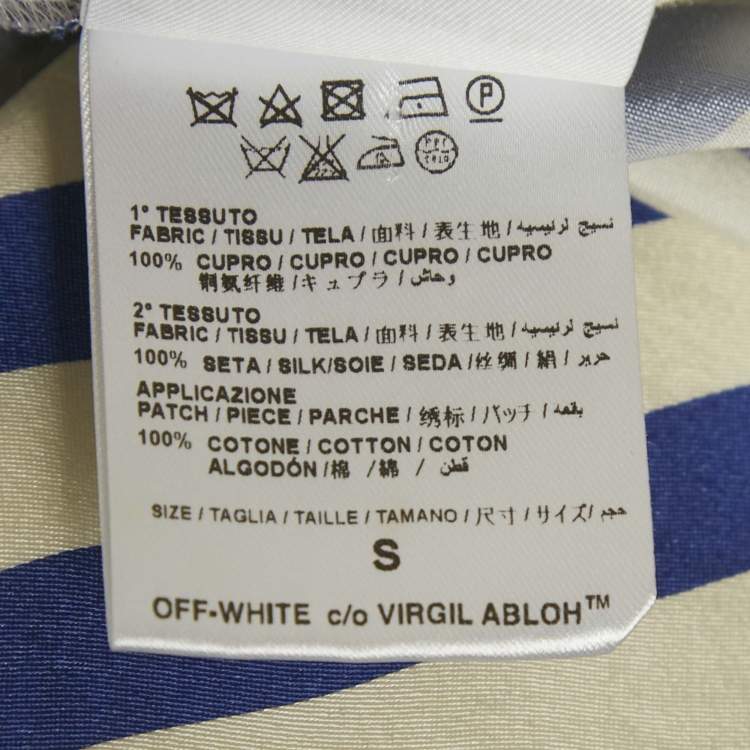 P
1° TESSUTO
FABRIC / TISSU / TELA / 面料 / 表生地 / نسيج لرئيسيه
100% CUPRO / CUPRO / CUPRO / CUPRO
铜氨纤维 / キュプラ /
2° TESSUTO
FABRIC / TISSU / TELA / 面料 / 表生地 / نسيج لرئيسيه
100% SETA / SILK/SOIE / SEDA / 丝绸 / 絹 / حرير
APPLICAZIONE
PATCH / PIECE / PARCHE / 绣标 / パッチ / بقعه
100% COTONE / COTTON / COTON
ALGODÓN / 棉 / 綿 / قطن
SIZE / TAGLIA / TAILLE / TAMANO / 尺寸 / サイズ / حجم
S
OFF-WHITE c/o VIRGIL ABLOH™